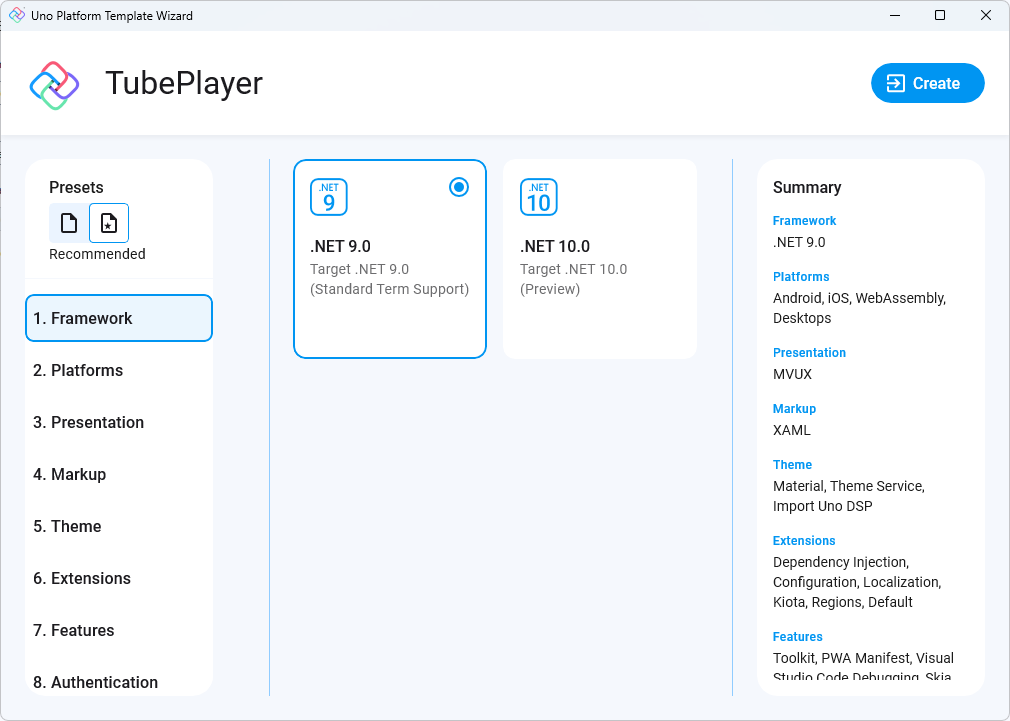 Uno Platform Template Wizard
TubePlayer
Create
Presets
Recommended
1. Framework
2. Platforms
3. Presentation
4. Markup
5. Theme
6. Extensions
7. Features
8. Authentication
.NET
9
.NET 9.0
Target .NET 9.0
(Standard Term Support)
.NET
10
.NET 10.0
Target .NET 10.0
(Preview)
Summary
Framework
.NET 9.0
Platforms
Android, iOS, WebAssembly,
Desktops
Presentation
MVUX
Markup
XAML
Theme
Material, Theme Service,
Import Uno DSP
Extensions
Dependency Injection,
Configuration, Localization,
Kiota, Regions, Default
Features
Toolkit, PWA Manifest, Visual
Studio Code Debugging, Skia